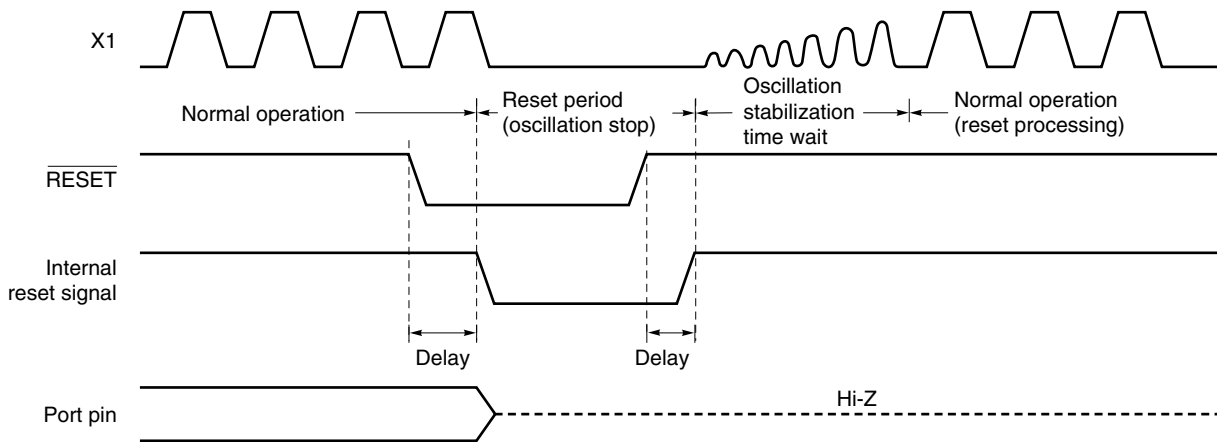 X1
Normal operation
Reset period
(oscillation stop)
Oscillation
stabilization
time wait
Normal operation
(reset processing)
RESET
Internal
reset signal
Delay
Delay
Port pin
Hi-Z